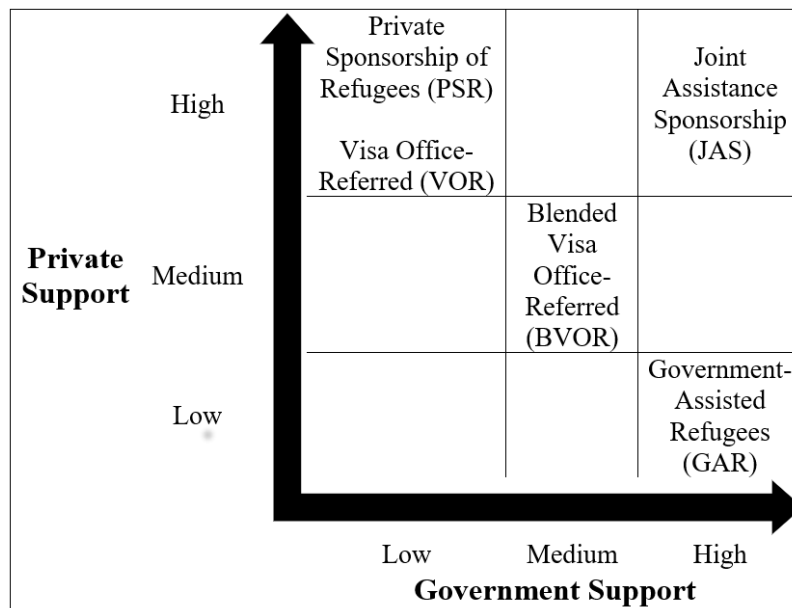 Private
Sponsorship of
Refugees (PSR)
Visa Office-
Referred (VOR)
Joint
Assistance
Sponsorship
(JAS)
High
Blended
Visa
Office-
Referred
(BVOR)
Private
Support
Medium
Government-
Assisted
Refugees
(GAR)
Low
Low
Medium
High
Government Support